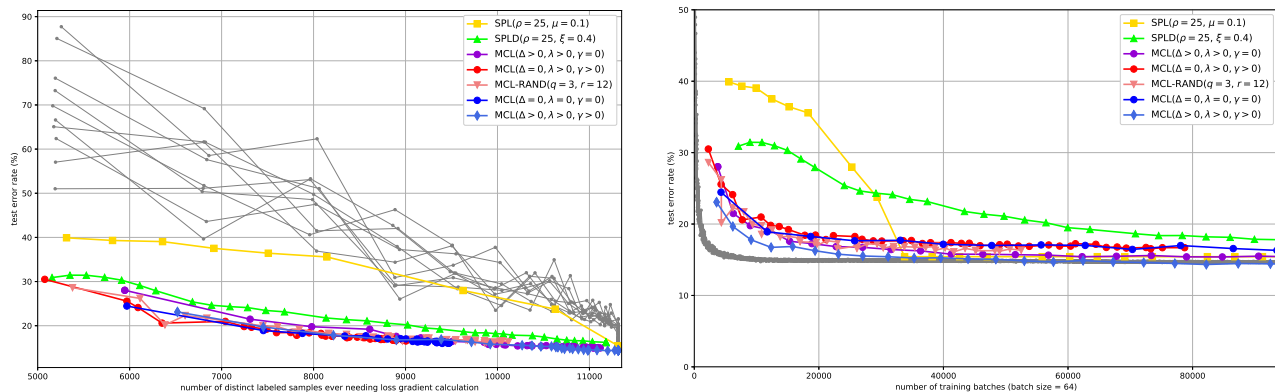 90
80
70
60
50
40
30
20
test error rate (%)
5000 6000 7000 8000 9000 10000 11000
number of distinct labeled samples ever needing loss gradient calculation
SPL(ρ = 25, μ = 0.1)
SPLD(ρ = 25, ξ = 0.4)
MCL(Δ > 0, λ > 0, γ = 0)
MCL(Δ = 0, λ > 0, γ > 0)
MCL-RAND(q = 3, r = 12)
MCL(Δ = 0, λ = 0, γ = 0)
MCL(Δ > 0, λ > 0, γ > 0)
50
40
30
20
10
0
test error rate (%)
0 20000 40000 60000 80000
number of training batches (batch size = 64)
SPL(ρ = 25, μ = 0.1)
SPLD(ρ = 25, ξ = 0.4)
MCL(Δ > 0, λ > 0, γ = 0)
MCL(Δ = 0, λ > 0, γ > 0)
MCL-RAND(q = 3, r = 12)
MCL(Δ = 0, λ = 0, γ = 0)
MCL(Δ > 0, λ > 0, γ > 0)